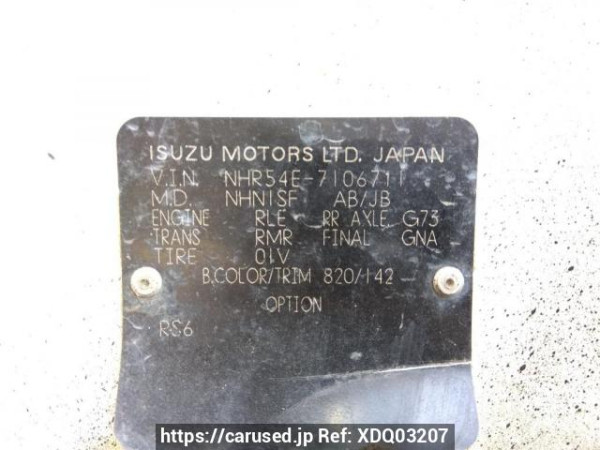 ISUZU MOTORS LTD. JAPAN
V.I.N. NHR54E-7106711
M.D. NHN1SF AB/JB
ENGINE RLE RR AXLE. G73
TRANS RMR FINAL GNA
TIRE 01V
B.COLOR/TRIM 820/142
OPTION
RS6
https://carused.jp Ref: XDQ03207